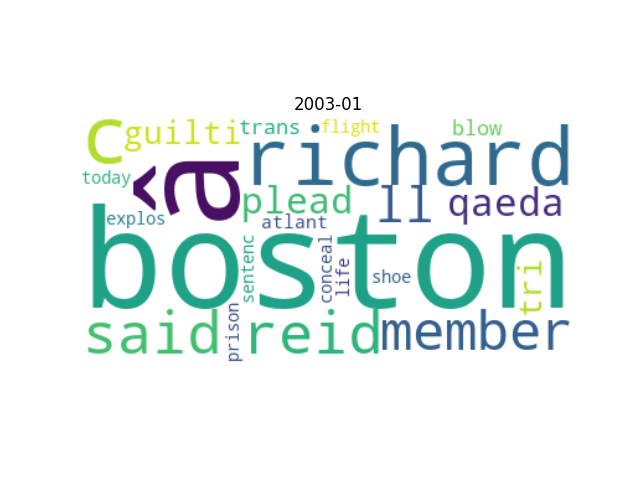 2003-01
c guilti trans flight blow
â richard
today
plead ll qaeda
explos atlant
boston
sentenc conceal life shoe tri
said reid member
prison